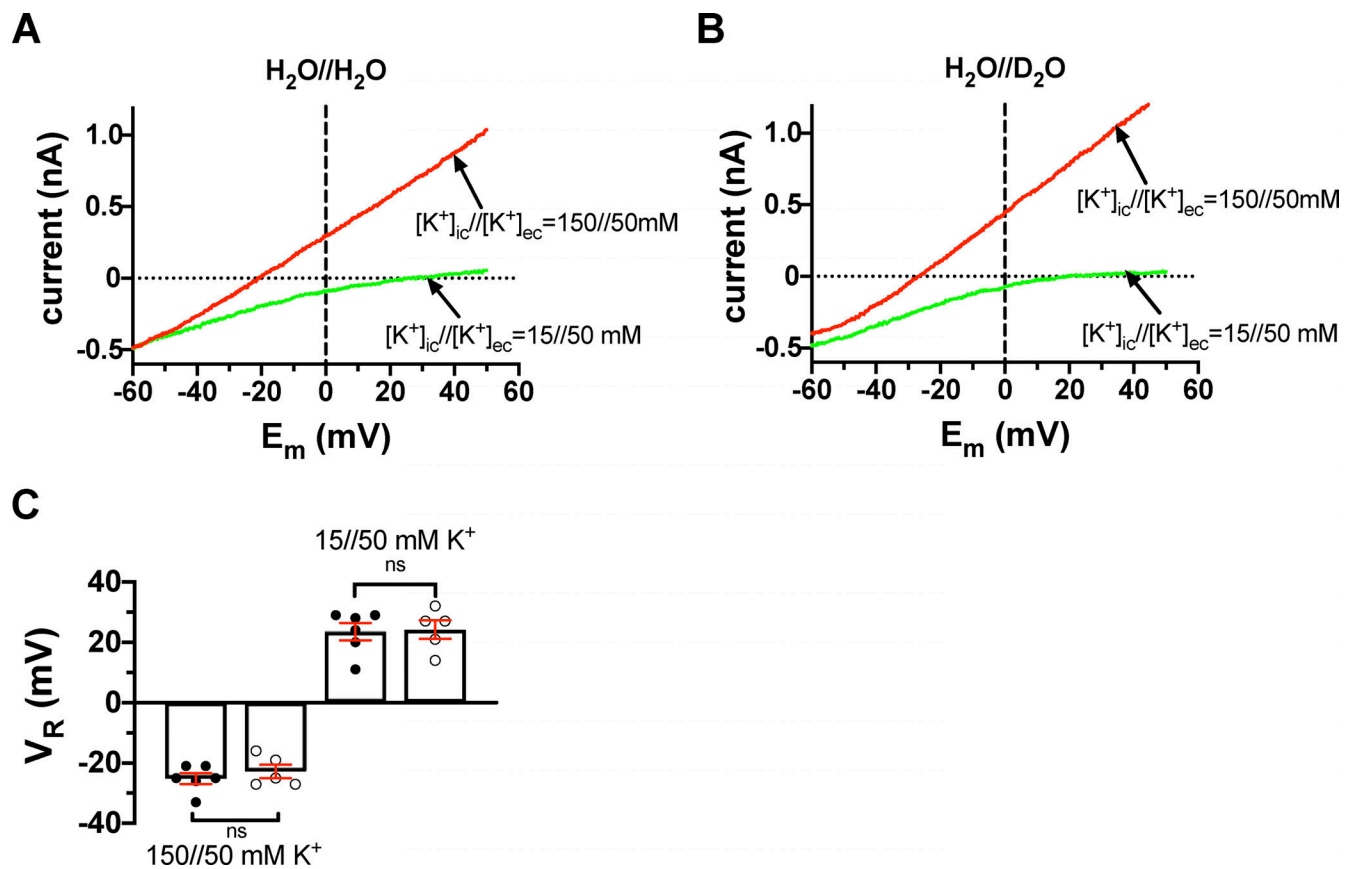 A
H₂O//H₂O
1.0
0.5
0
-0.5
current (nA)
[K⁺]ic//[K⁺]ec=150//50mM
[K⁺]ic//[K⁺]ec=15//50 mM
-60 -40 -20 0 20 40 60
Em (mV)
B
H₂O//D₂O
1.0
0.5
0
-0.5
current (nA)
[K⁺]ic//[K⁺]ec=150//50mM
[K⁺]ic//[K⁺]ec=15//50 mM
-60 -40 -20 0 20 40 60
Em (mV)
C
15//50 mM K⁺
ns
40
20
0
-20
-40
VR (mV)
ns
150//50 mM K⁺